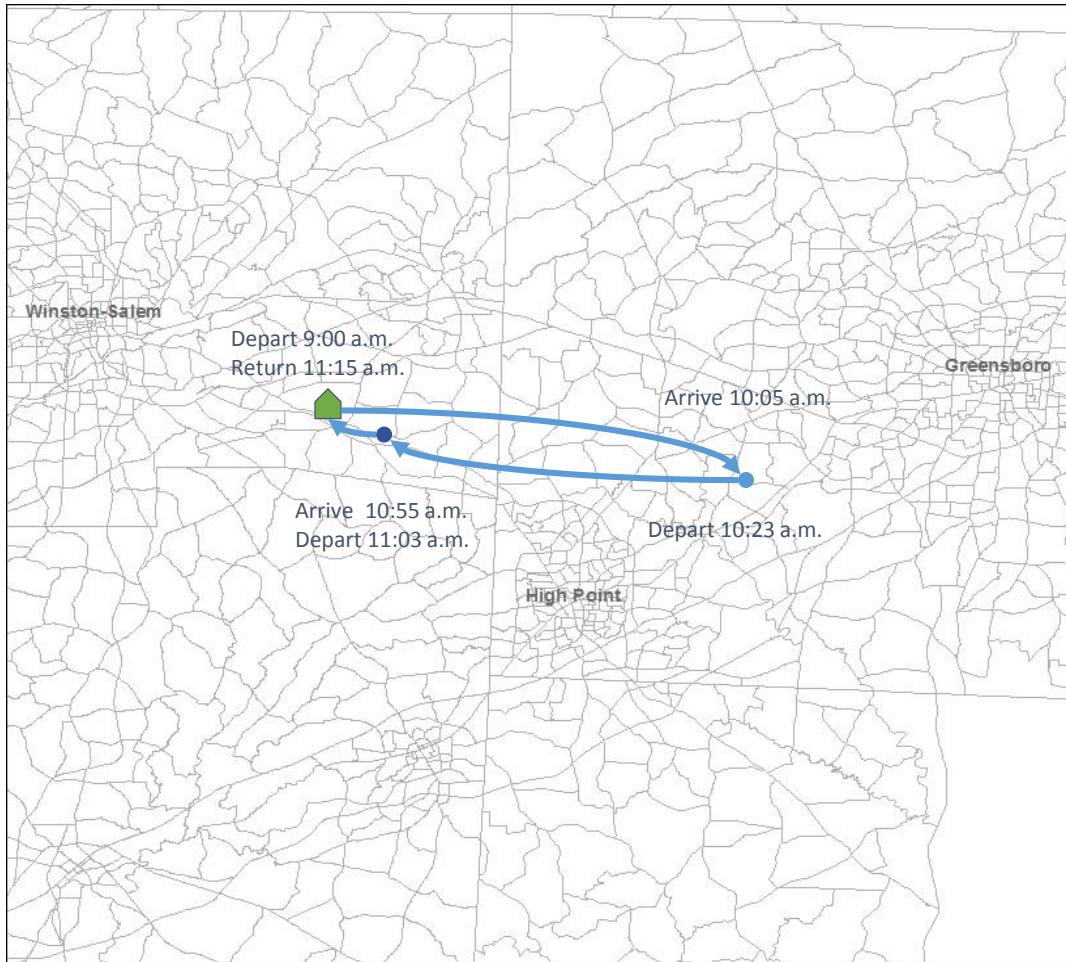 Winston-Salem
Depart 9:00 a.m.
Return 11:15 a.m.
Greensboro
Arrive 10:05 a.m.
Arrive  10:55 a.m.
Depart 11:03 a.m.
Depart 10:23 a.m.
High Point